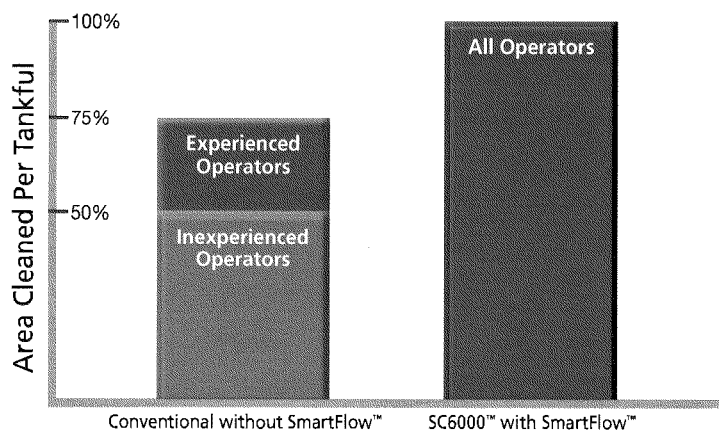 Area Cleaned Per Tankful
100%
75%
50%
Experienced
Operators
Inexperienced
Operators
All Operators
Conventional without SmartFlow™
SC6000™ with SmartFlow™